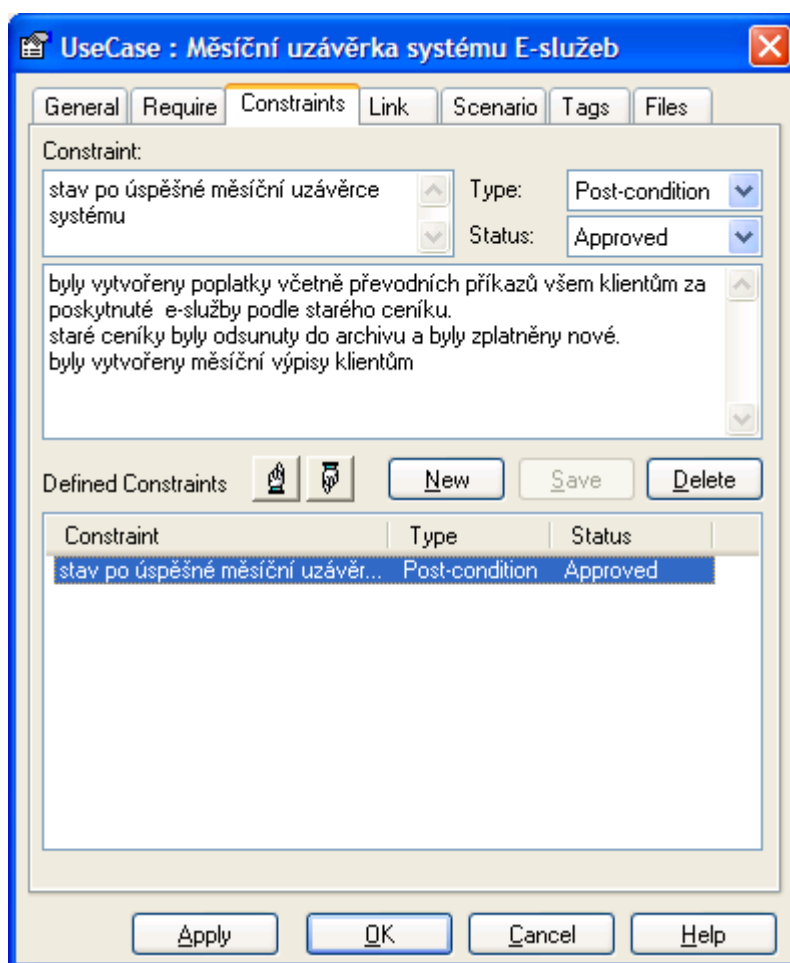 UseCase : Měsíční uzávěrka systému E-služeb
General Require Constraints Link Scenario Tags Files
Constraint:
stav po úspěšné měsíční uzávěrce
systému
Type: Post-condition
Status: Approved
byly vytvořeny poplatky včetně převodních příkazů všem klientům za
poskytnuté  e-služby podle starého ceníku.
staré ceníky byly odsunuty do archivu a byly zplatněny nové.
byly vytvořeny měsíční výpisy klientům
Defined Constraints New Save Delete
Constraint Type Status
stav po úspěšné měsíční uzávěr... Post-condition Approved
Apply OK Cancel Help